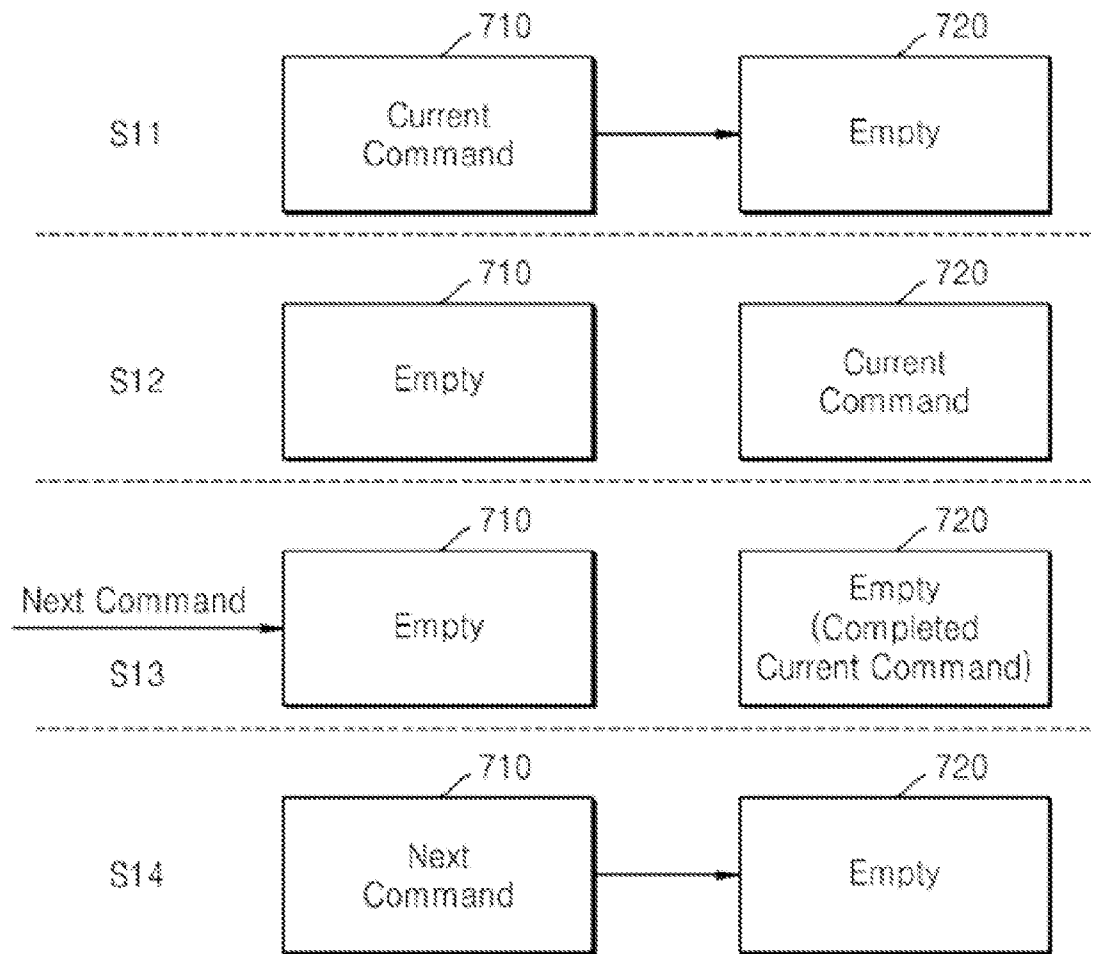 710
720
S11
Current
Command
Empty
710
720
S12
Empty
Current
Command
710
720
Next Command
S13
Empty
Empty
(Completed
Current Command)
710
720
S14
Next
Command
Empty